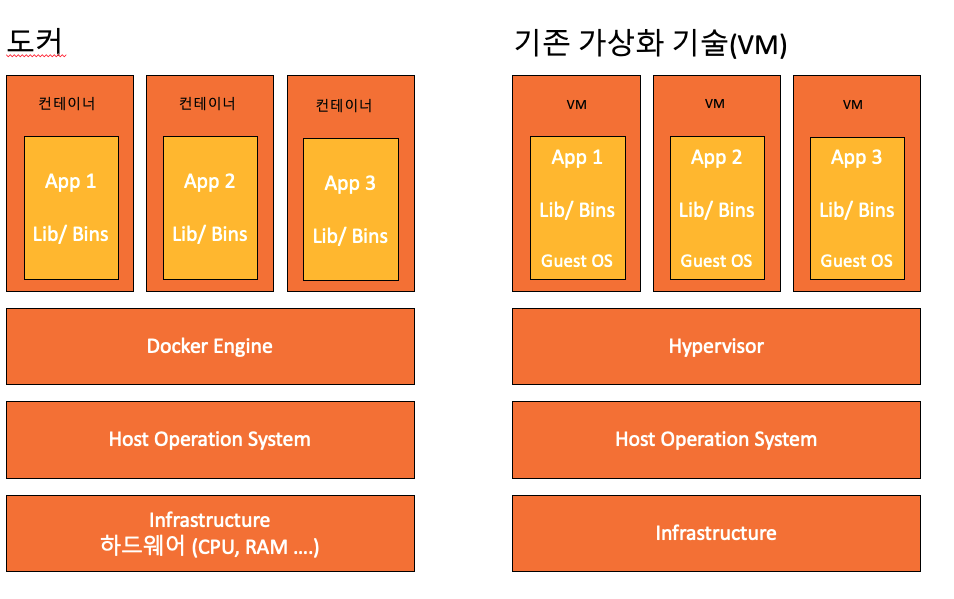 도커
컨테이너
App 1
Lib/ Bins
컨테이너
App 2
Lib/ Bins
컨테이너
App 3
Lib/ Bins
Docker Engine
Host Operation System
Infrastructure
하드웨어 (CPU, RAM ....)
기존 가상화 기술(VM)
VM
App 1
Lib/ Bins
Guest OS
VM
App 2
Lib/ Bins
Guest OS
VM
App 3
Lib/ Bins
Guest OS
Hypervisor
Host Operation System
Infrastructure